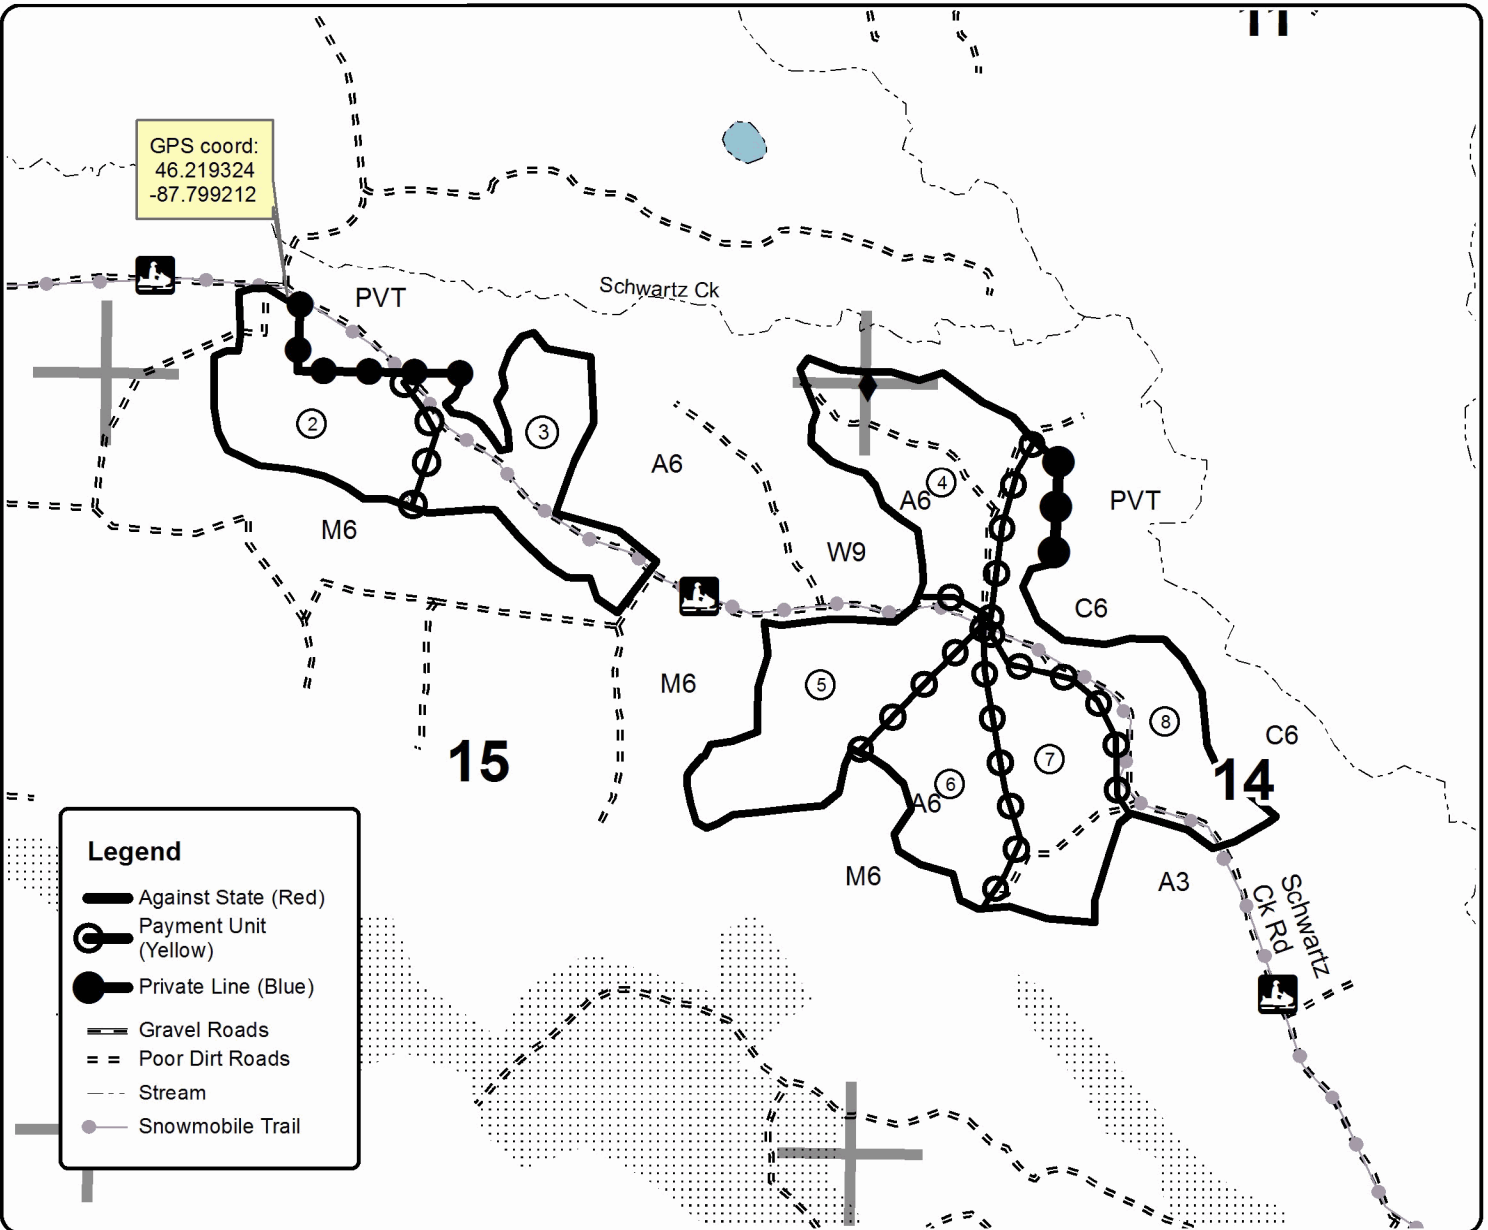 11
GPS coord:
46.219324
-87.799212
PVT
Schwartz Ck
2
3
A6
4
A6
PVT
M6
W9
C6
M6
5
8
C6
15
7
14
6
A6
M6
A3
Schwartz
Ck Rd
Legend
Against State (Red)
Payment Unit
(Yellow)
Private Line (Blue)
Gravel Roads
Poor Dirt Roads
Stream
Snowmobile Trail